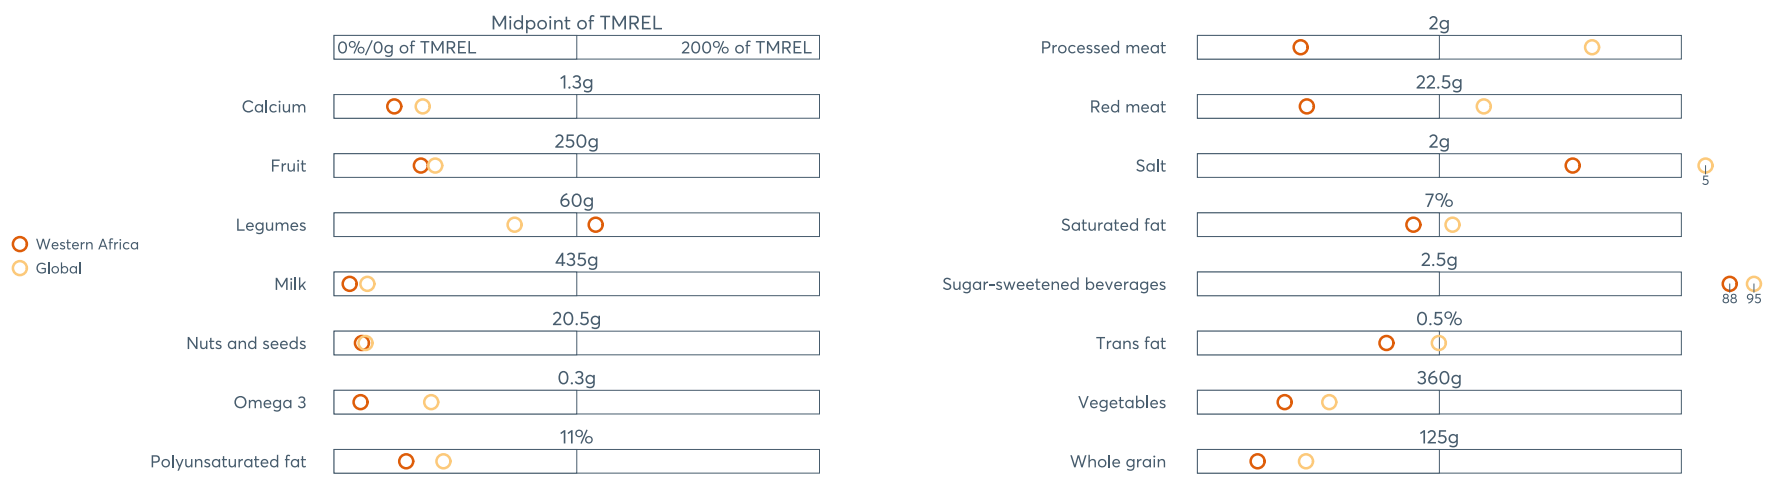 Western Africa
Global
Midpoint of TMREL
0%/0g of TMREL 200% of TMREL
1.3g
Calcium
250g
Fruit
60g
Legumes
435g
Milk
20.5g
Nuts and seeds
0.3g
Omega 3
11%
Polyunsaturated fat
2g
Processed meat
22.5g
Red meat
2g
Salt
5
7%
Saturated fat
2.5g
Sugar-sweetened beverages
88 95
0.5%
Trans fat
360g
Vegetables
125g
Whole grain